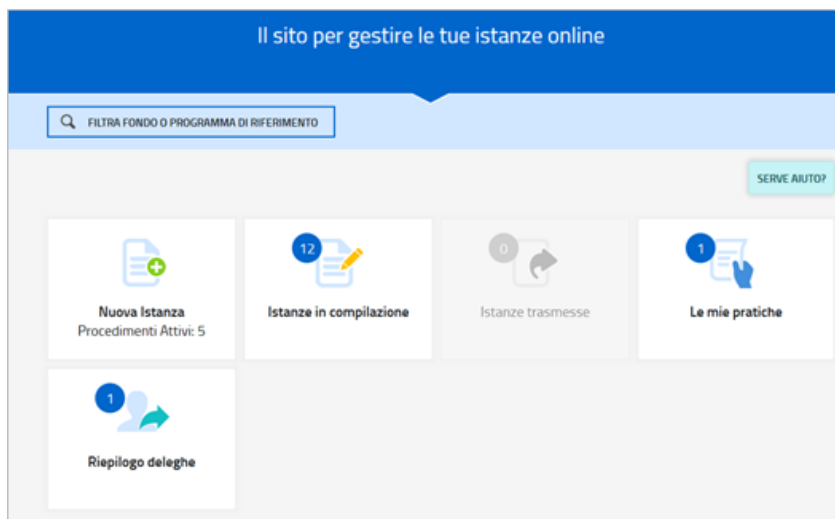 Il sito per gestire le tue istanze online
FILTRA FONDO O PROGRAMMA DI RIFERIMENTO
SERVE AIUTO?
12
0
1
Nuova Istanza
Procedimenti Attivi: 5
Istanze in compilazione
Istanze trasmesse
Le mie pratiche
1
Riepilogo deleghe